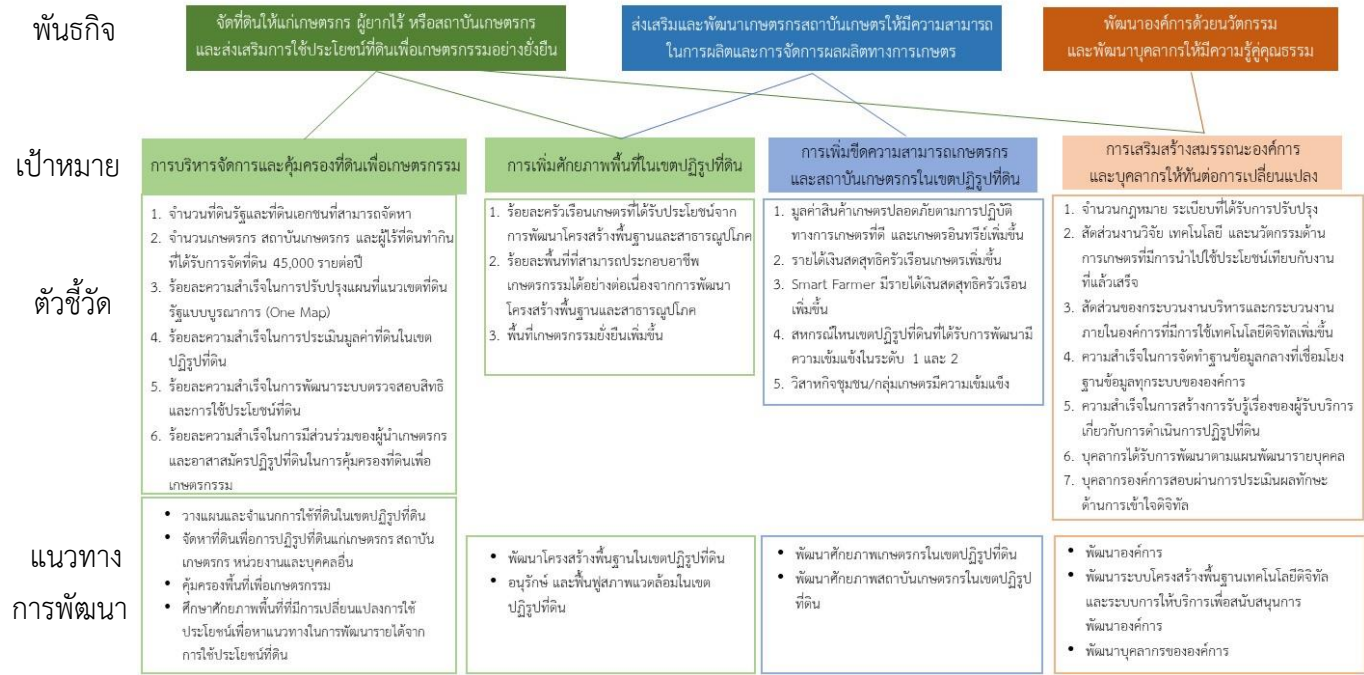 พันธกิจ
จัดที่ดินให้แก่เกษตรกร ผู้ยากไร้ หรือสถาบันเกษตรกร
และส่งเสริมการใช้ประโยชน์ที่ดินเพื่อเกษตรกรรมอย่างยั่งยืน
ส่งเสริมและพัฒนาเกษตรกรสถาบันเกษตรให้มีความสามารถ
ในการผลิตและการจัดการผลผลิตทางการเกษตร
พัฒนาองค์การด้วยนวัตกรรม
และพัฒนาบุคลากรให้มีความรู้คู่คุณธรรม
เป้าหมาย
การบริหารจัดการและคุ้มครองที่ดินเพื่อเกษตรกรรม
การเพิ่มศักยภาพพื้นที่ในเขตปฏิรูปที่ดิน
การเพิ่มขีดความสามารถเกษตรกร
และสถาบันเกษตรกรในเขตปฏิรูปที่ดิน
การเสริมสร้างสมรรถนะองค์การ
และบุคลากรให้ทันต่อการเปลี่ยนแปลง
ตัวชี้วัด
1. จำนวนที่ดินรัฐและที่ดินเอกชนที่สามารถจัดหา
2. จำนวนเกษตรกร สถาบันเกษตรกร และผู้ไร้ที่ดินทำกิน
ที่ได้รับการจัดที่ดิน 45,000 รายต่อปี
3. ร้อยละความสำเร็จในการปรับปรุงแผนที่แนวเขตที่ดิน
รัฐแบบบูรณาการ (One Map)
4. ร้อยละความสำเร็จในการประเมินมูลค่าที่ดินในเขต
ปฏิรูปที่ดิน
5. ร้อยละความสำเร็จในการพัฒนาระบบตรวจสอบสิทธิ
และการใช้ประโยชน์ที่ดิน
6. ร้อยละความสำเร็จในการมีส่วนร่วมของผู้นำเกษตรกร
และอาสาสมัครปฏิรูปที่ดินในการคุ้มครองที่ดินเพื่อ
เกษตรกรรม
1. ร้อยละครัวเรือนเกษตรที่ได้รับประโยชน์จาก
การพัฒนาโครงสร้างพื้นฐานและสาธารณูปโภค
2. ร้อยละพื้นที่ที่สามารถประกอบอาชีพ
เกษตรกรรมได้อย่างต่อเนื่องจากการพัฒนา
โครงสร้างพื้นฐานและสาธารณูปโภค
3. พื้นที่เกษตรกรรมยั่งยืนเพิ่มขึ้น
1. มูลค่าสินค้าเกษตรปลอดภัยตามการปฏิบัติ
ทางการเกษตรที่ดี และเกษตรอินทรีย์เพิ่มขึ้น
2. รายได้เงินสดสุทธิครัวเรือนเกษตรเพิ่มขึ้น
3. Smart Farmer มีรายได้เงินสดสุทธิครัวเรือน
เพิ่มขึ้น
4. สหกรณ์ใหนเขตปฏิรูปที่ดินที่ได้รับการพัฒนามี
ความเข้มแข็งในระดับ 1 และ 2
5. วิสาหกิจชุมชน/กลุ่มเกษตรมีความเข้มแข็ง
1. จำนวนกฎหมาย ระเบียบที่ได้รับการปรับปรุง
2. สัดส่วนงานวิจัย เทคโนโลยี และนวัตกรรมด้าน
การเกษตรที่มีการนำไปใช้ประโยชน์เทียบกับงาน
ที่แล้วเสร็จ
3. สัดส่วนของกระบวนงานบริหารและกระบวนงาน
ภายในองค์การที่มีการใช้เทคโนโลยีดิจิทัลเพิ่มขึ้น
4. ความสำเร็จในการจัดทำฐานข้อมูลกลางที่เชื่อมโยง
ฐานข้อมูลทุกระบบขององค์การ
5. ความสำเร็จในการสร้างการรับรู้เรื่องของผู้รับบริการ
เกี่ยวกับการดำเนินการปฏิรูปที่ดิน
6. บุคลากรได้รับการพัฒนาตามแผนพัฒนารายบุคคล
7. บุคลากรองค์การสอบผ่านการประเมินผลทักษะ
ด้านการเข้าใจดิจิทัล
แนวทาง
การพัฒนา
• วางแผนและจำแนกการใช้ที่ดินในเขตปฏิรูปที่ดิน
• จัดหาที่ดินเพื่อการปฏิรูปที่ดินแก่เกษตรกร สถาบัน
เกษตรกร หน่วยงานและบุคคลอื่น
• คุ้มครองพื้นที่เพื่อเกษตรกรรม
• ศึกษาศักยภาพพื้นที่ที่มีการเปลี่ยนแปลงการใช้
ประโยชน์เพื่อหาแนวทางในการพัฒนารายได้จาก
การใช้ประโยชน์ที่ดิน
• พัฒนาโครงสร้างพื้นฐานในเขตปฏิรูปที่ดิน
• อนุรักษ์ และฟื้นฟูสภาพแวดล้อมในเขต
ปฏิรูปที่ดิน
• พัฒนาศักยภาพเกษตรกรในเขตปฏิรูปที่ดิน
• พัฒนาศักยภาพสถาบันเกษตรกรในเขตปฏิรูป
ที่ดิน
• พัฒนาองค์การ
• พัฒนาระบบโครงสร้างพื้นฐานเทคโนโลยีดิจิทัล
และระบบการให้บริการเพื่อสนับสนุนการ
พัฒนาองค์การ
• พัฒนาบุคลากรขององค์การ